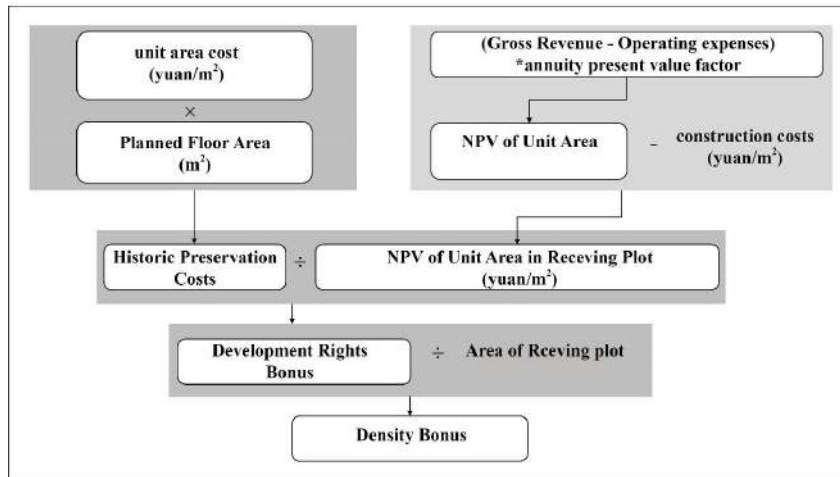 unit area cost
(yuan/m²)
×
Planned Floor Area
(m²)
(Gross Revenue - Operating expenses)
*annuity present value factor
NPV of Unit Area
-
construction costs
(yuan/m²)
Historic Preservation
Costs
÷
NPV of Unit Area in Receving Plot
(yuan/m²)
Development Rights
Bonus
÷
Area of Rceving plot
Density Bonus